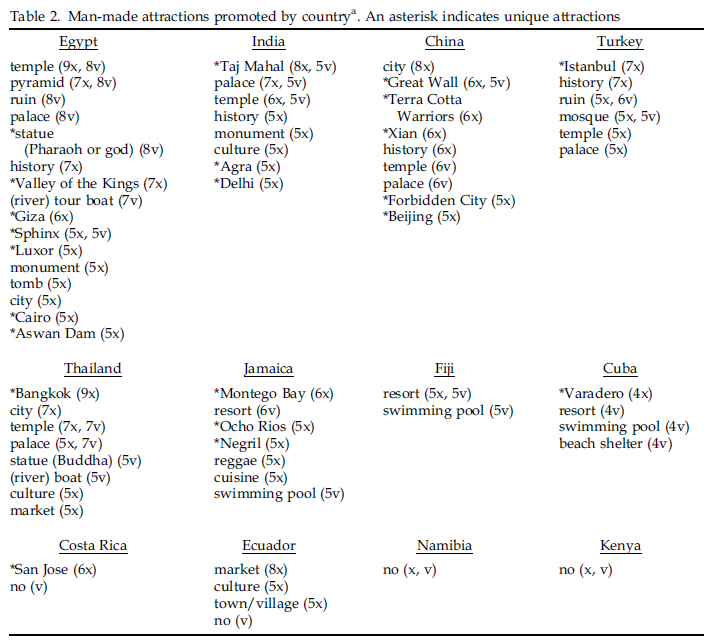 Table 2. Man-made attractions promoted by countryᵃ. An asterisk indicates unique attractions
Egypt
temple (9x, 8v)
pyramid (7x, 8v)
ruin (8v)
palace (8v)
*statue
(Pharaoh or god) (8v)
history (7x)
*Valley of the Kings (7x)
(river) tour boat (7v)
*Giza (6x)
*Sphinx (5x, 5v)
*Luxor (5x)
monument (5x)
tomb (5x)
city (5x)
*Cairo (5x)
*Aswan Dam (5x)
India
*Taj Mahal (8x, 5v)
palace (7x, 5v)
temple (6x, 5v)
history (5x)
monument (5x)
culture (5x)
*Agra (5x)
*Delhi (5x)
China
city (8x)
*Great Wall (6x, 5v)
*Terra Cotta
Warriors (6x)
*Xian (6x)
history (6x)
temple (6v)
palace (6v)
*Forbidden City (5x)
*Beijing (5x)
Turkey
*Istanbul (7x)
history (7x)
ruin (5x, 6v)
mosque (5x, 5v)
temple (5x)
palace (5x)
Thailand
*Bangkok (9x)
city (7x)
temple (7x, 7v)
palace (5x, 7v)
statue (Buddha) (5v)
(river) boat (5v)
culture (5x)
market (5x)
Jamaica
*Montego Bay (6x)
resort (6v)
*Ocho Rios (5x)
*Negril (5x)
reggae (5x)
cuisine (5x)
swimming pool (5v)
Fiji
resort (5x, 5v)
swimming pool (5v)
Cuba
*Varadero (4x)
resort (4v)
swimming pool (4v)
beach shelter (4v)
Costa Rica
*San Jose (6x)
no (v)
Ecuador
market (8x)
culture (5x)
town/village (5x)
no (v)
Namibia
no (x, v)
Kenya
no (x, v)